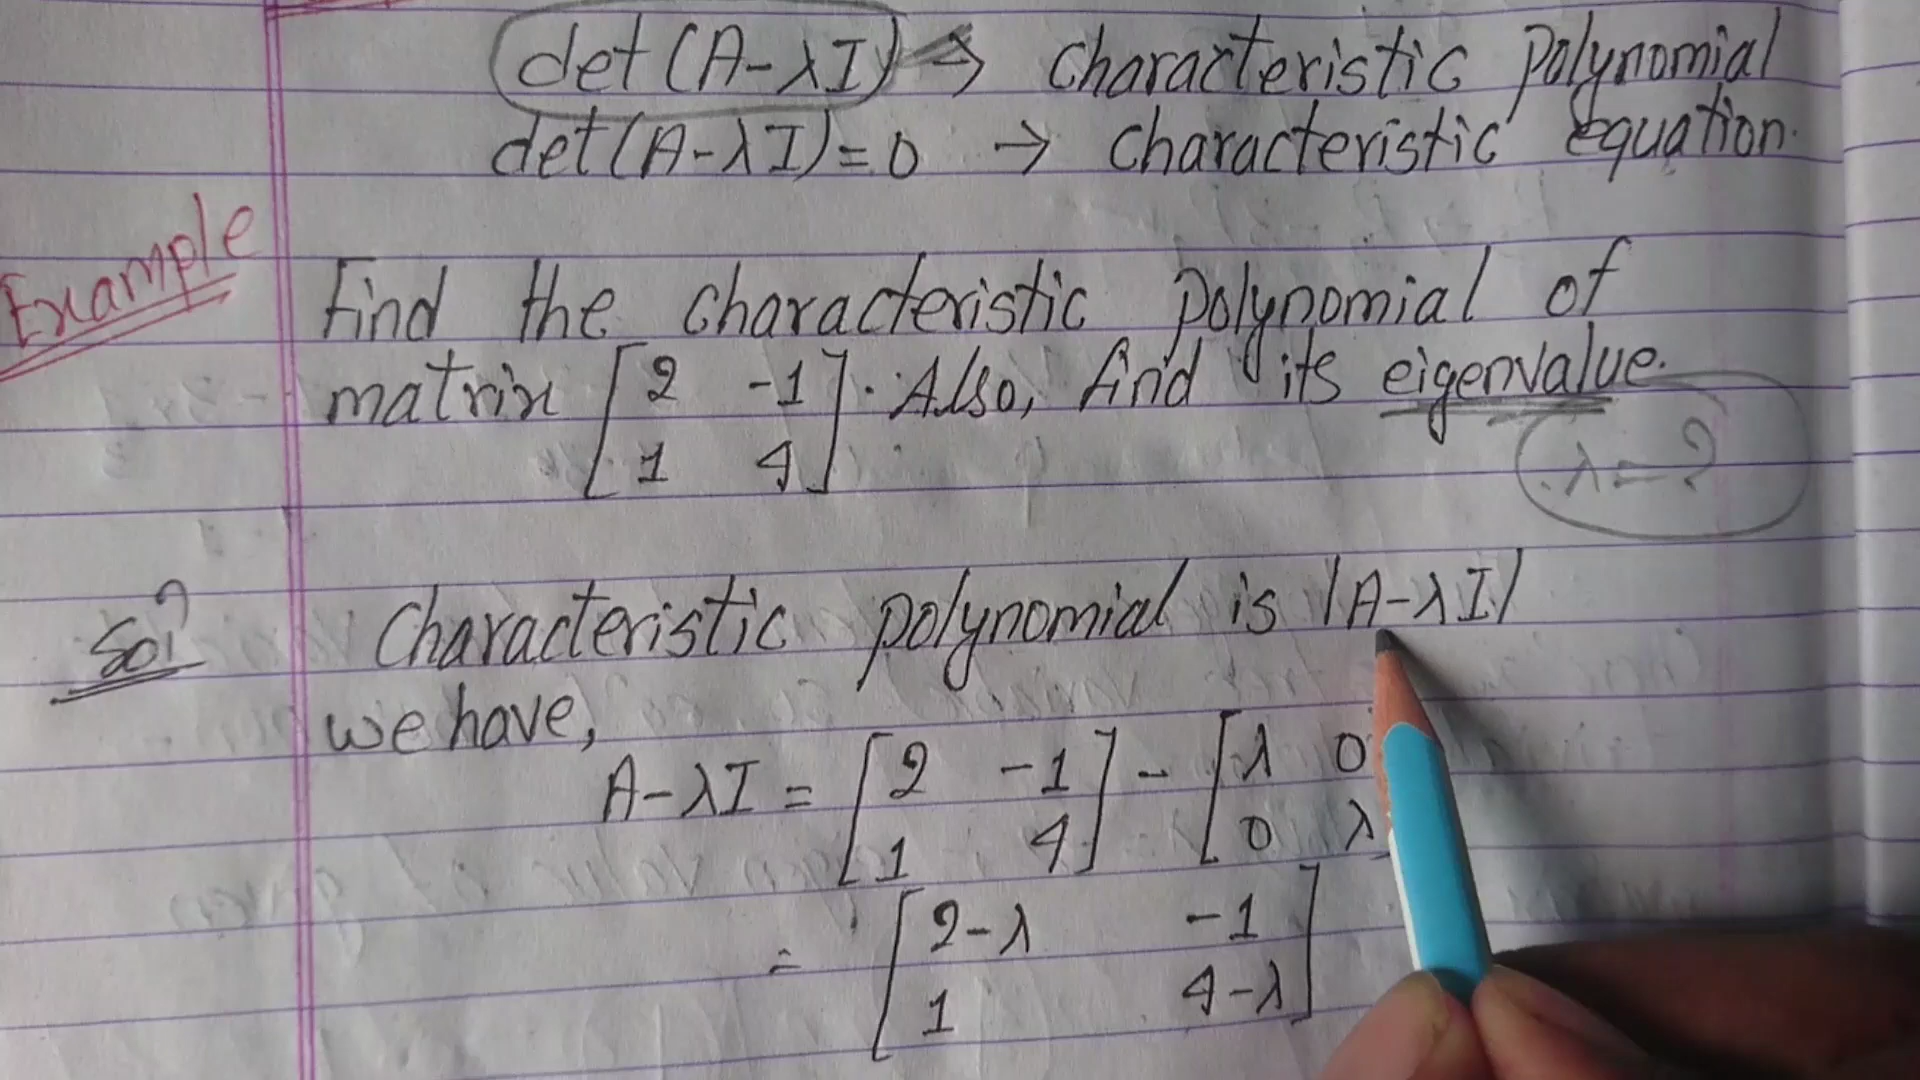 det(A-λI) → characteristic polynomial
det(A-λI)=0 → characteristic equation.
Example
Find the characteristic polynomial of
matrix [2 -1]. Also, find its eigenvalue.
[1 4]
λ=?
Sol?
Characteristic polynomial is |A-λI|
we have,
A-λI = [2 -1] - [λ 0
[1 4] [0 λ
= [2-λ -1]
[1 4-λ]